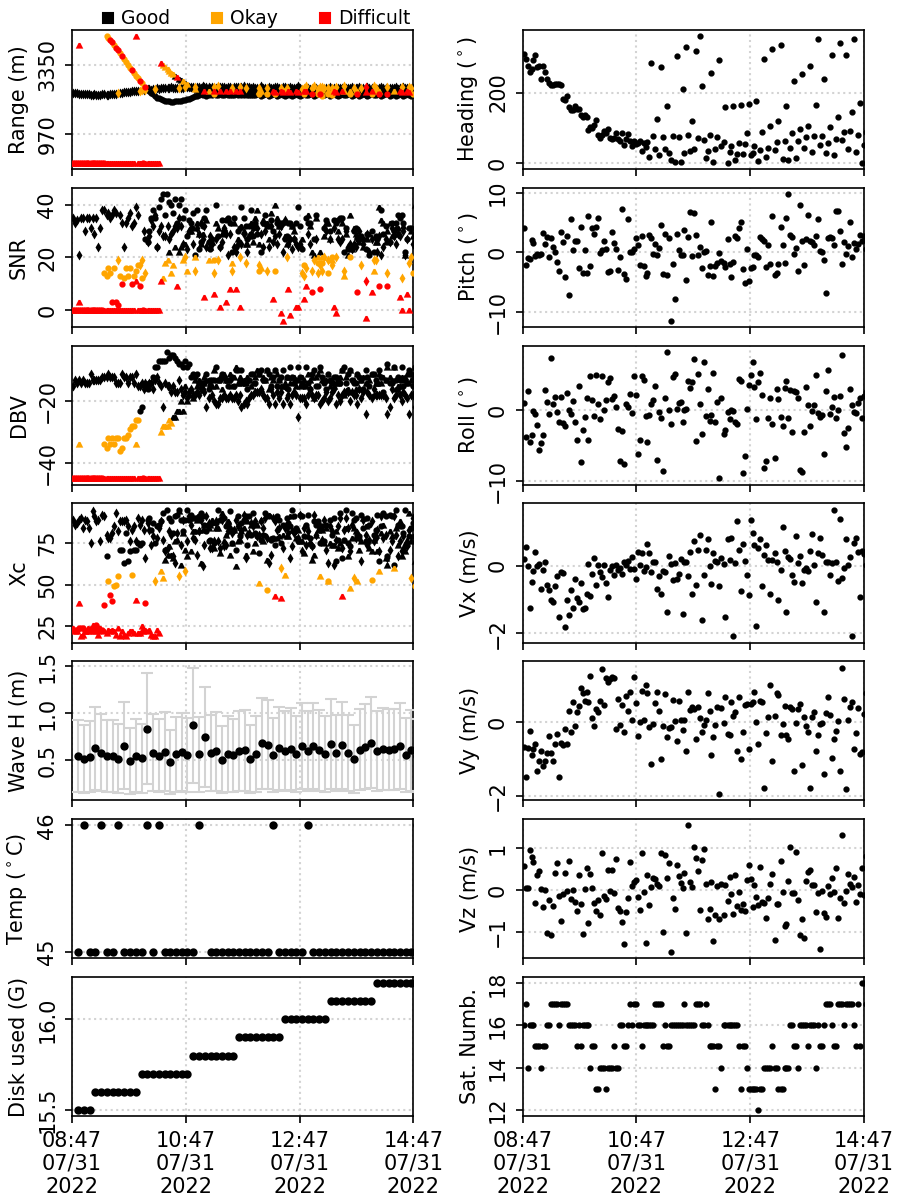 Good Okay Difficult
Range (m)
3350
970
Heading (°)
200
0
SNR
40
20
0
Pitch (°)
10
0
−10
DBV
−20
−40
Roll (°)
0
−10
Xc
75
50
25
Vx (m/s)
0
−2
Wave H (m)
1.5
1.0
0.5
Vy (m/s)
0
−2
Temp (°C)
46
45
Vz (m/s)
1
0
−1
Disk used (G)
16.0
15.5
Sat. Numb.
18
16
14
12
08:47 10:47 12:47 14:47
07/31 07/31 07/31 07/31
2022 2022 2022 2022
08:47 10:47 12:47 14:47
07/31 07/31 07/31 07/31
2022 2022 2022 2022